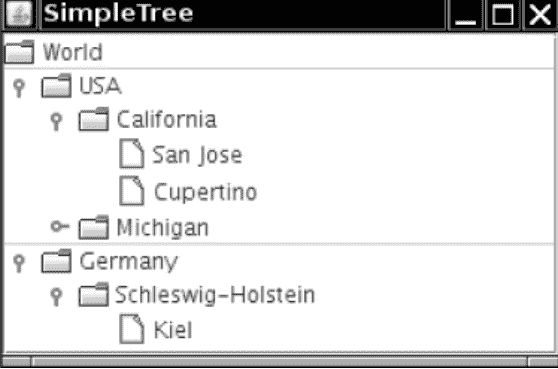 SimpleTree
World
USA
California
San Jose
Cupertino
Michigan
Germany
Schleswig-Holstein
Kiel